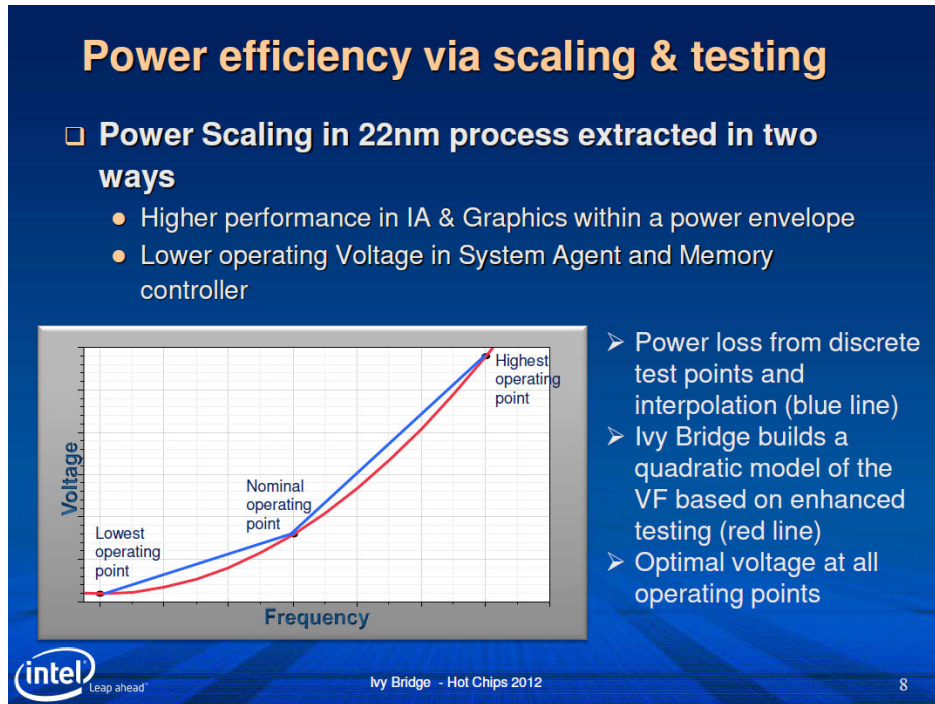 Power efficiency via scaling & testing
Power Scaling in 22nm process extracted in two
ways
Higher performance in IA & Graphics within a power envelope
Lower operating Voltage in System Agent and Memory
controller
Highest
operating
point
Nominal
operating
point
Lowest
operating
point
Voltage
Frequency
Power loss from discrete
test points and
interpolation (blue line)
Ivy Bridge builds a
quadratic model of the
VF based on enhanced
testing (red line)
Optimal voltage at all
operating points
intel
Leap ahead™
Ivy Bridge - Hot Chips 2012
8